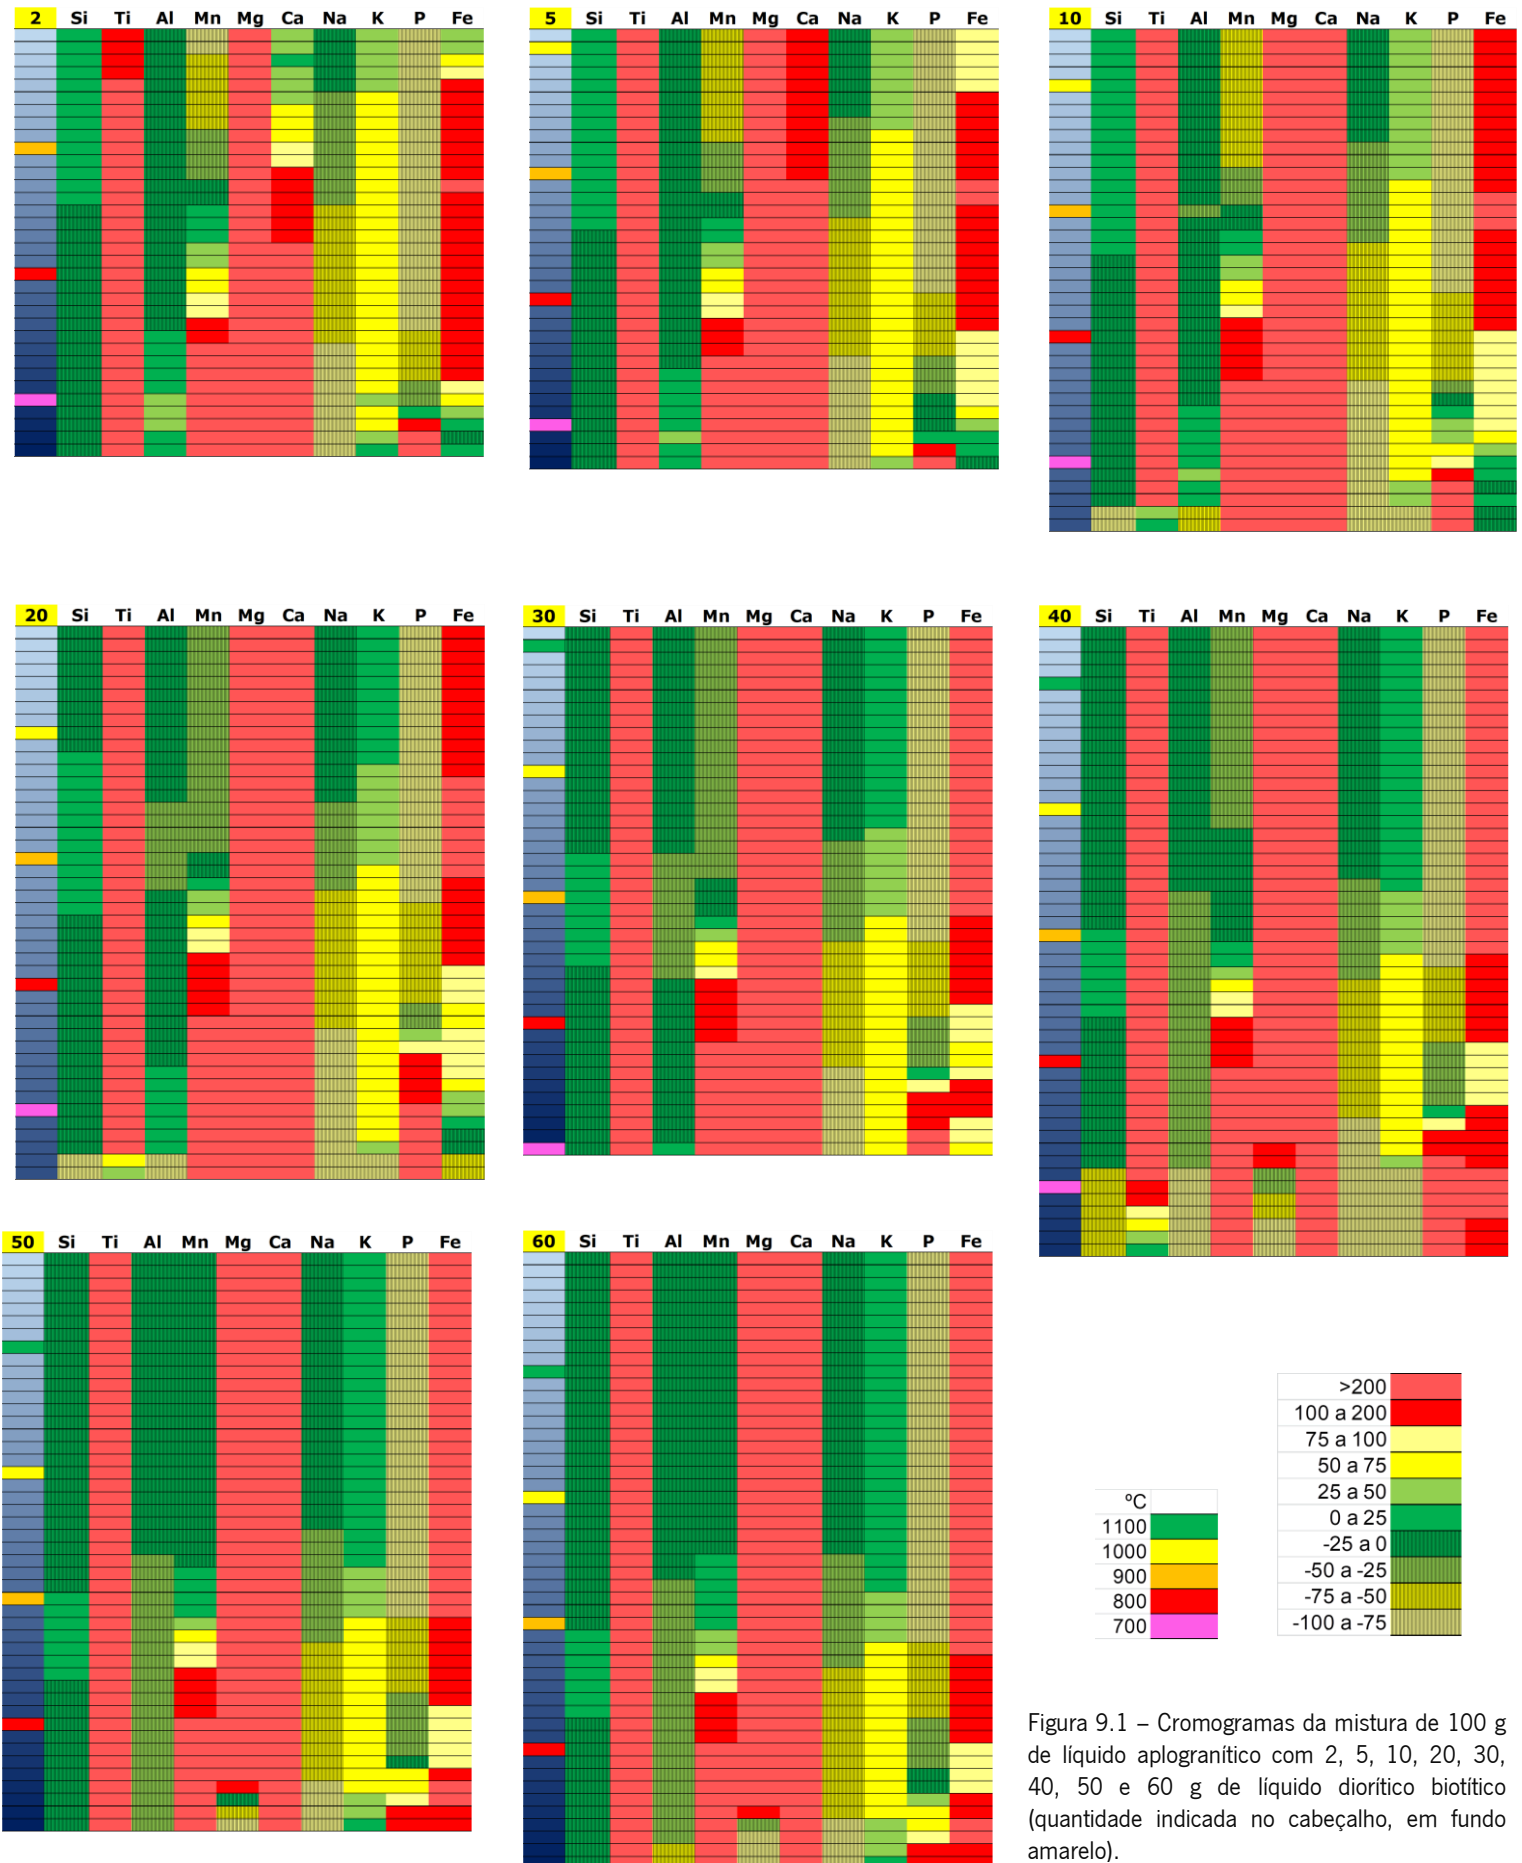 2 Si Ti Al Mn Mg Ca Na K P Fe
5 Si Ti Al Mn Mg Ca Na K P Fe
10 Si Ti Al Mn Mg Ca Na K P Fe
20 Si Ti Al Mn Mg Ca Na K P Fe
30 Si Ti Al Mn Mg Ca Na K P Fe
40 Si Ti Al Mn Mg Ca Na K P Fe
50 Si Ti Al Mn Mg Ca Na K P Fe
60 Si Ti Al Mn Mg Ca Na K P Fe
ºC
1100
1000
900
800
700
>200
100 a 200
75 a 100
50 a 75
25 a 50
0 a 25
-25 a 0
-50 a -25
-75 a -50
-100 a -75
Figura 9.1 – Cromogramas da mistura de 100 g
de líquido aplogranítico com 2, 5, 10, 20, 30,
40, 50 e 60 g de líquido diorítico biotítico
(quantidade indicada no cabeçalho, em fundo
amarelo).